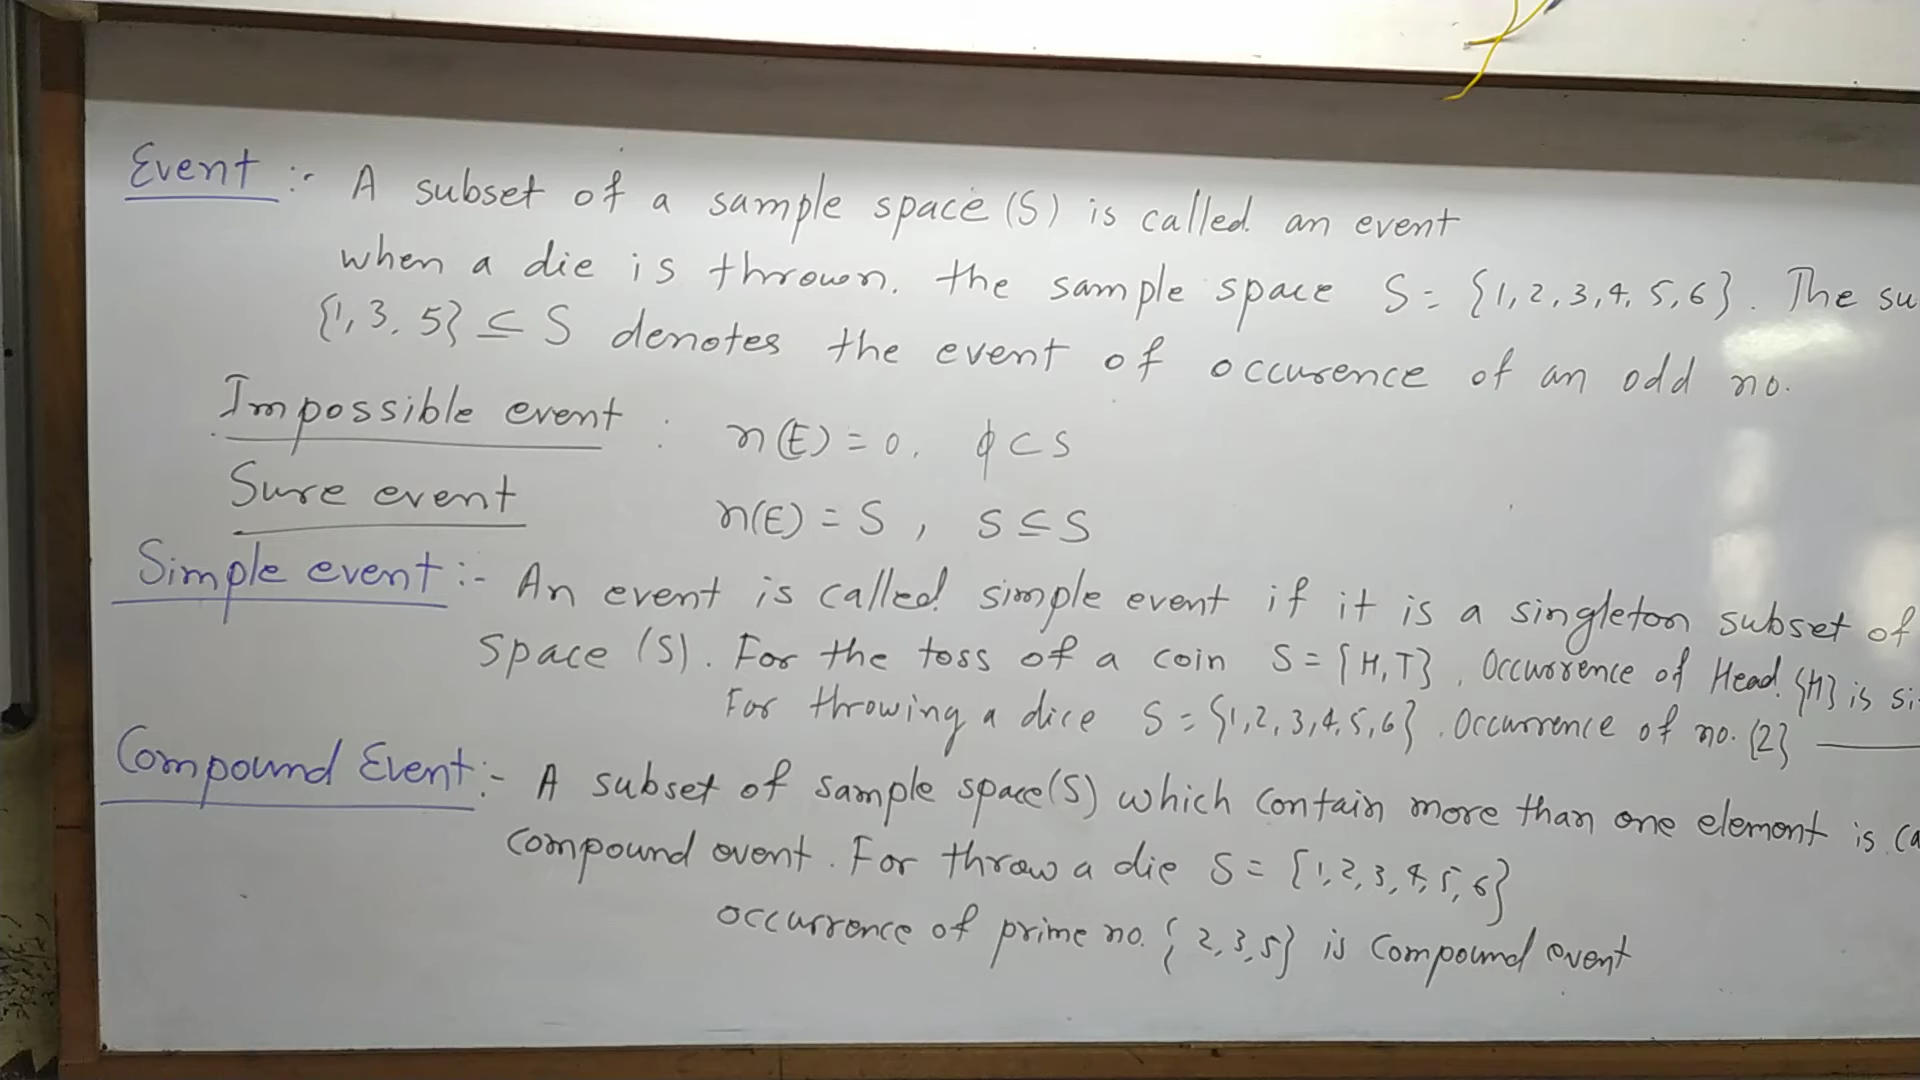 Event :- A subset of a sample space (S) is called an event
when a die is thrown. the sample space S = {1, 2, 3, 4, 5, 6}. The su
{1, 3, 5} ⊆ S denotes the event of occurence of an odd no.
Impossible event : n(E) = 0, ϕ ⊂ S
Sure event n(E) = S , S ⊆ S
Simple event :- An event is called simple event if it is a singleton subset of
space (S). For the toss of a coin S = {H, T}. Occurrence of Head {H} is si
For throwing a dice S = {1, 2, 3, 4, 5, 6}. Occurrence of no. {2} ———
Compound Event :- A subset of sample space (S) which contain more than one element is ca
compound event. For throw a die S = {1, 2, 3, 4, 5, 6}
occurrence of prime no. {2, 3, 5} is compound event